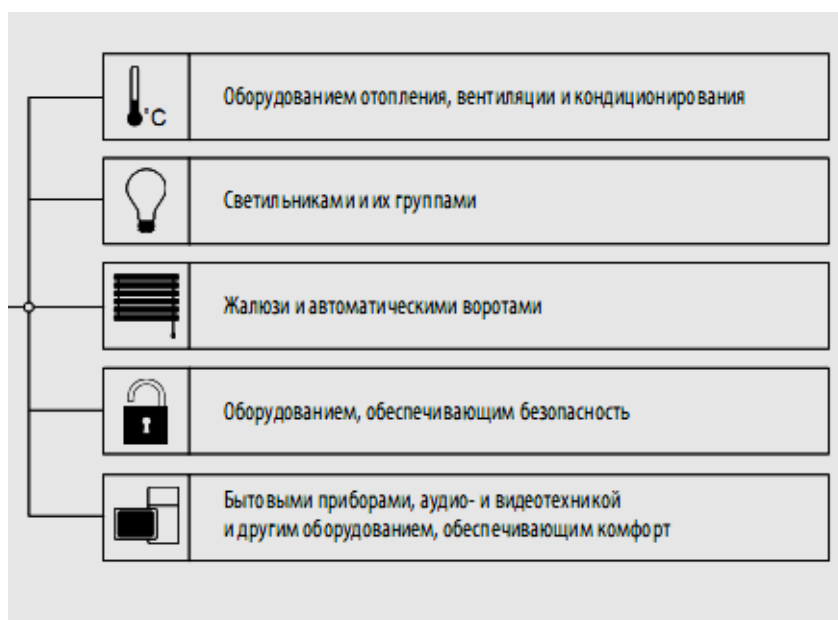 °C
Оборудованием отопления, вентиляции и кондиционирования
Светильниками и их группами
Жалюзи и автоматическими воротами
Оборудованием, обеспечивающим безопасность
Бытовыми приборами, аудио- и видеотехникой
и другим оборудованием, обеспечивающим комфорт